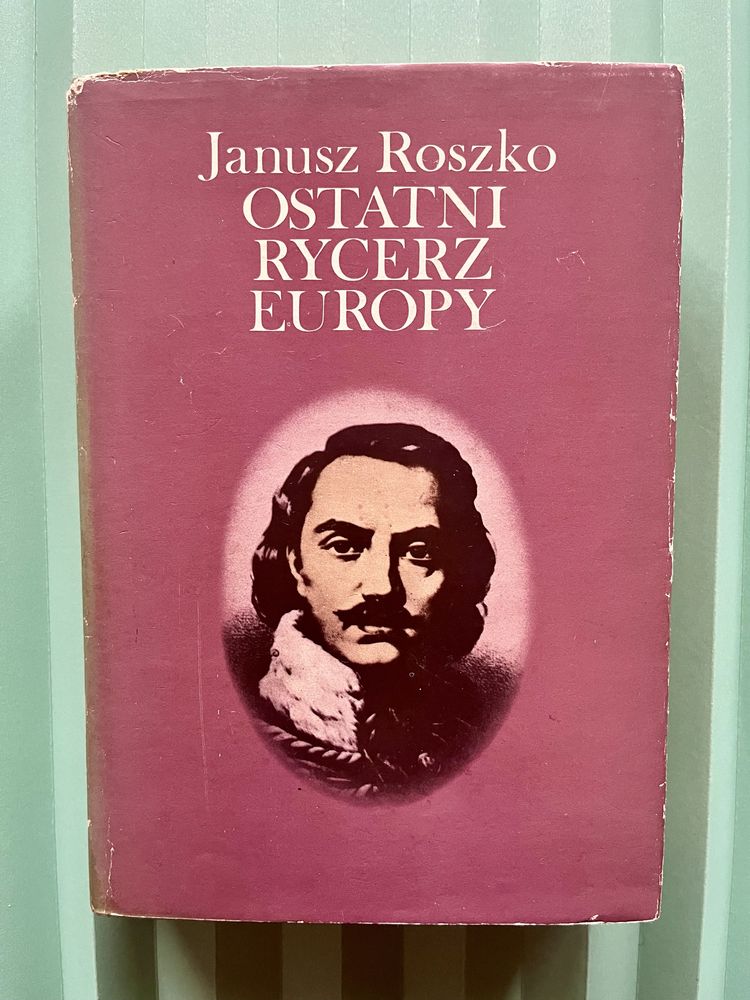 Janusz Roszko
OSTATNI
RYCERZ
EUROPY